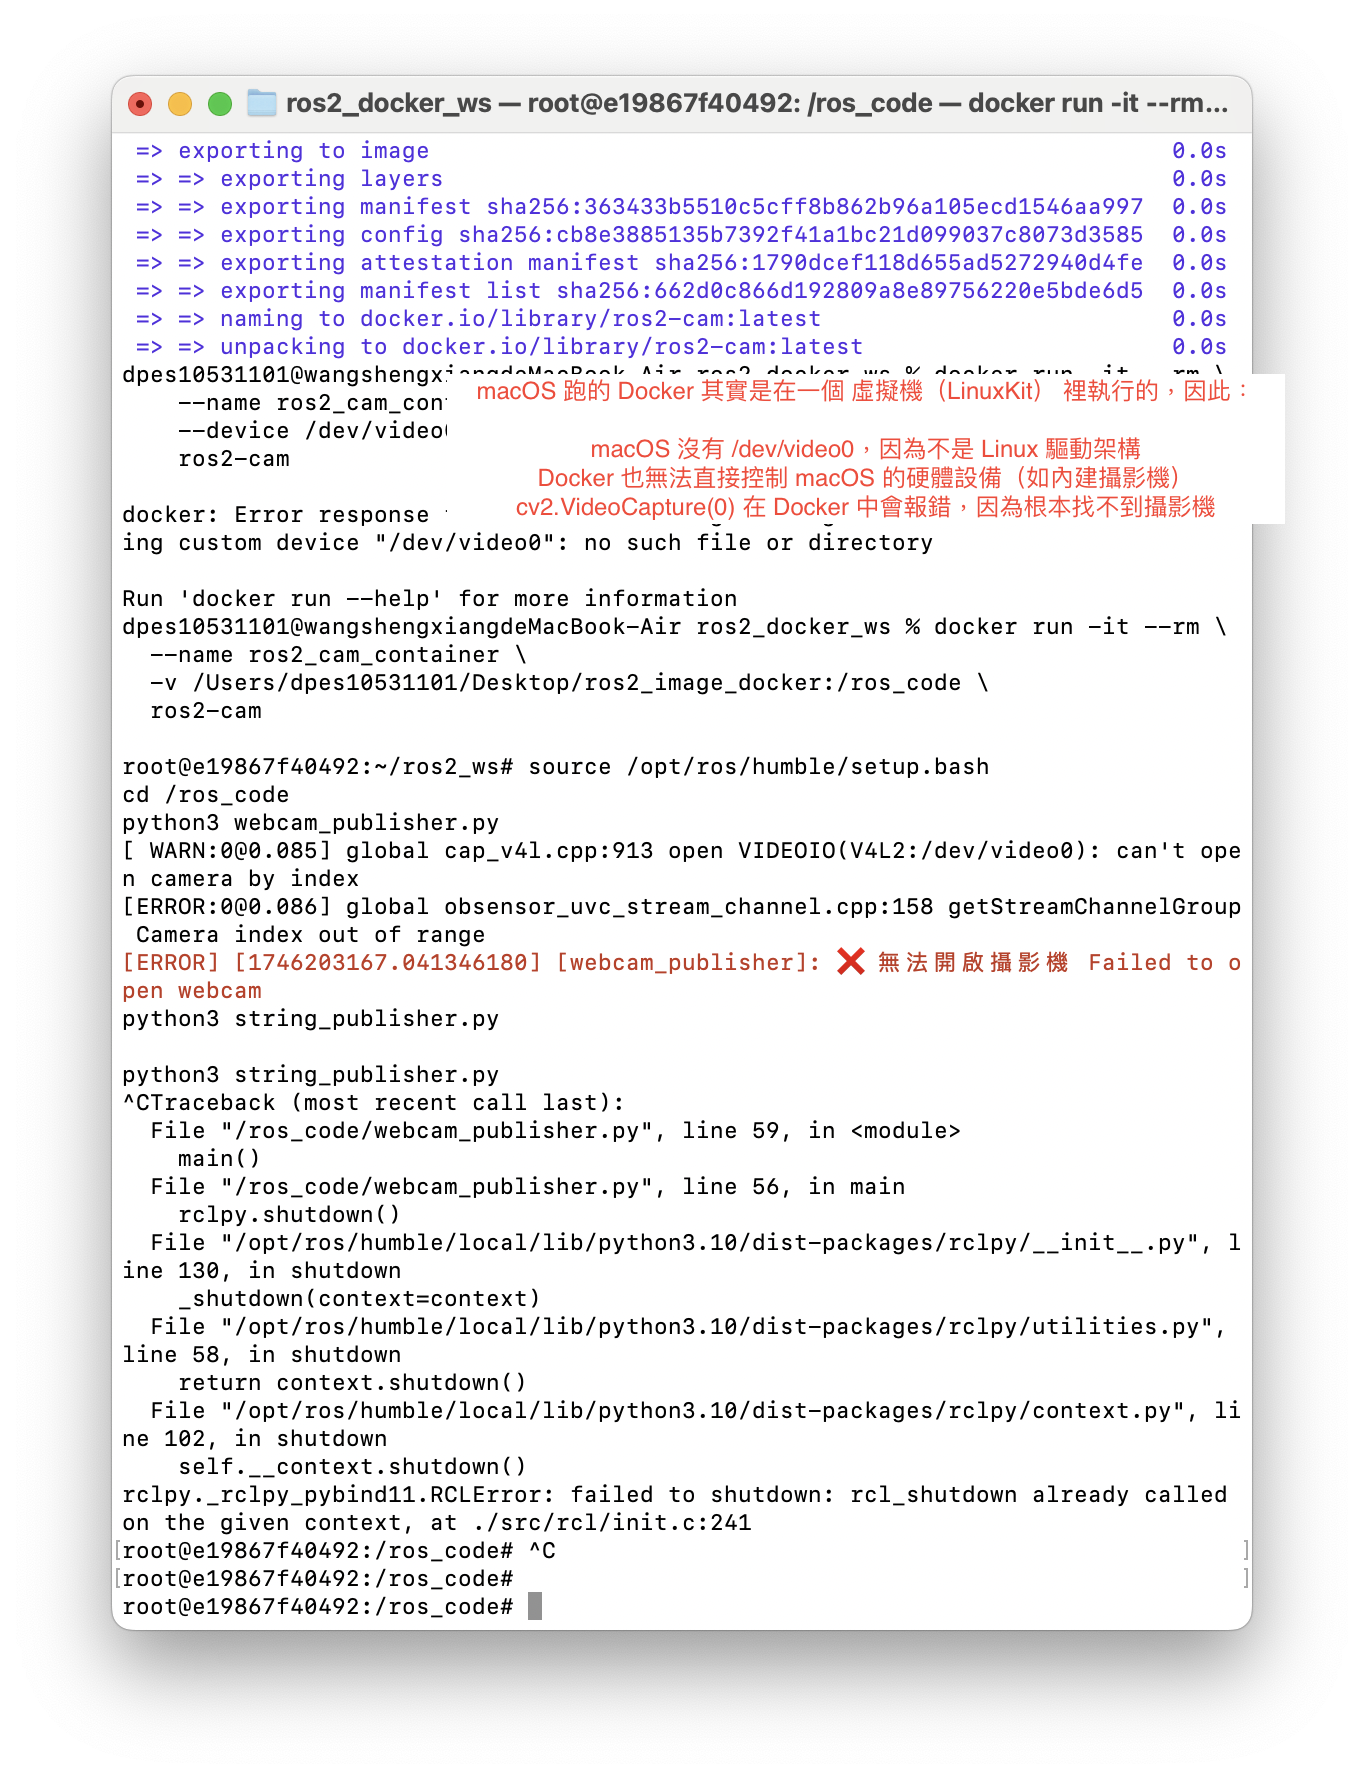 ros2_docker_ws — root@e19867f40492: /ros_code — docker run -it --rm...
=> exporting to image 0.0s
=> => exporting layers 0.0s
=> => exporting manifest sha256:363433b5510c5cff8b862b96a105ecd1546aa997 0.0s
=> => exporting config sha256:cb8e3885135b7392f41a1bc21d099037c8073d3585 0.0s
=> => exporting attestation manifest sha256:1790dcef118d655ad5272940d4fe 0.0s
=> => exporting manifest list sha256:662d0c866d192809a8e89756220e5bde6d5 0.0s
=> => naming to docker.io/library/ros2-cam:latest 0.0s
=> => unpacking to docker.io/library/ros2-cam:latest 0.0s
dpes10531101@wangshengxiangdeMacBook-Air ros2_docker_ws % docker run -it --rm \
macOS 跑的 Docker 其實是在一個 虛擬機（LinuxKit） 裡執行的，因此：
--name ros2_cam_con
--device /dev/video
macOS 沒有 /dev/video0，因為不是 Linux 驅動架構
ros2-cam
Docker 也無法直接控制 macOS 的硬體設備（如內建攝影機）
cv2.VideoCapture(0) 在 Docker 中會報錯，因為根本找不到攝影機
docker: Error response
ing custom device "/dev/video0": no such file or directory
Run 'docker run --help' for more information
dpes10531101@wangshengxiangdeMacBook-Air ros2_docker_ws % docker run -it --rm \
--name ros2_cam_container \
-v /Users/dpes10531101/Desktop/ros2_image_docker:/ros_code \
ros2-cam
root@e19867f40492:~/ros2_ws# source /opt/ros/humble/setup.bash
cd /ros_code
python3 webcam_publisher.py
[ WARN:0@0.085] global cap_v4l.cpp:913 open VIDEOIO(V4L2:/dev/video0): can't ope
n camera by index
[ERROR:0@0.086] global obsensor_uvc_stream_channel.cpp:158 getStreamChannelGroup
Camera index out of range
[ERROR] [1746203167.041346180] [webcam_publisher]: ❌ 無法開啟攝影機 Failed to o
pen webcam
python3 string_publisher.py
python3 string_publisher.py
^CTraceback (most recent call last):
File "/ros_code/webcam_publisher.py", line 59, in <module>
main()
File "/ros_code/webcam_publisher.py", line 56, in main
rclpy.shutdown()
File "/opt/ros/humble/local/lib/python3.10/dist-packages/rclpy/__init__.py", l
ine 130, in shutdown
_shutdown(context=context)
File "/opt/ros/humble/local/lib/python3.10/dist-packages/rclpy/utilities.py",
line 58, in shutdown
return context.shutdown()
File "/opt/ros/humble/local/lib/python3.10/dist-packages/rclpy/context.py", li
ne 102, in shutdown
self.__context.shutdown()
rclpy._rclpy_pybind11.RCLError: failed to shutdown: rcl_shutdown already called
on the given context, at ./src/rcl/init.c:241
[root@e19867f40492:/ros_code# ^C ]
[root@e19867f40492:/ros_code# ]
root@e19867f40492:/ros_code#